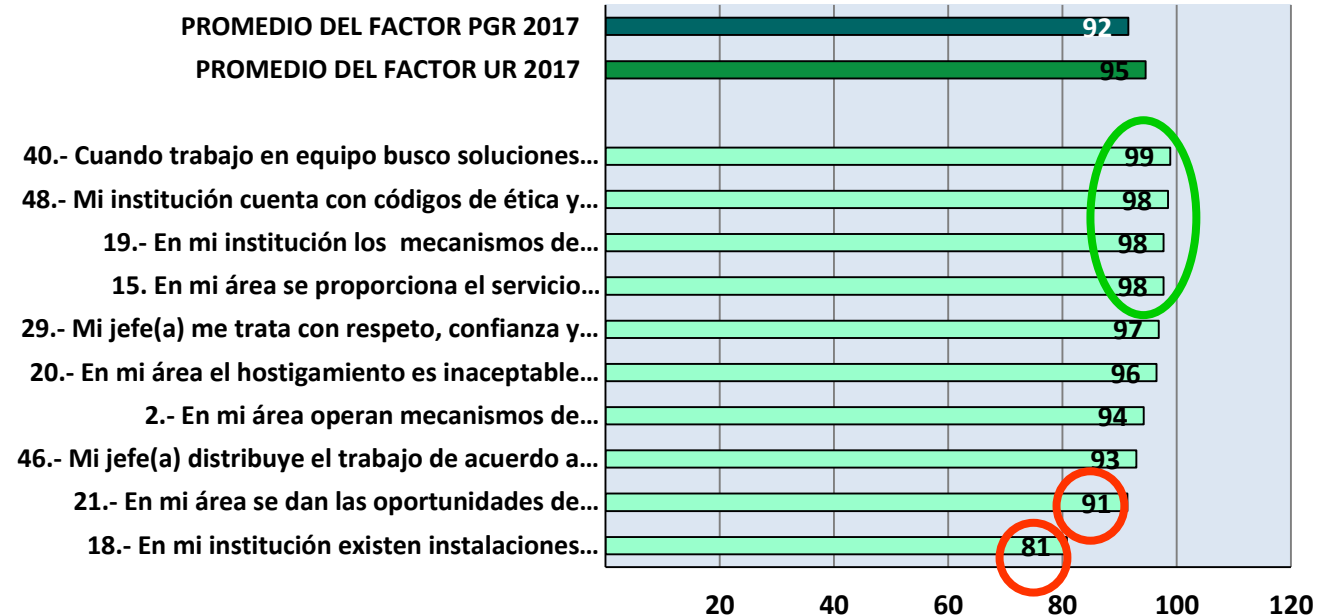 PROMEDIO DEL FACTOR PGR 2017 92
PROMEDIO DEL FACTOR UR 2017 95
40.- Cuando trabajo en equipo busco soluciones... 99
48.- Mi institución cuenta con códigos de ética y... 98
19.- En mi institución los  mecanismos de... 98
15. En mi área se proporciona el servicio... 98
29.- Mi jefe(a) me trata con respeto, confianza y... 97
20.- En mi área el hostigamiento es inaceptable... 96
2.- En mi área operan mecanismos de... 94
46.- Mi jefe(a) distribuye el trabajo de acuerdo a... 93
21.- En mi área se dan las oportunidades de... 91
18.- En mi institución existen instalaciones... 81
20 40 60 80 100 120